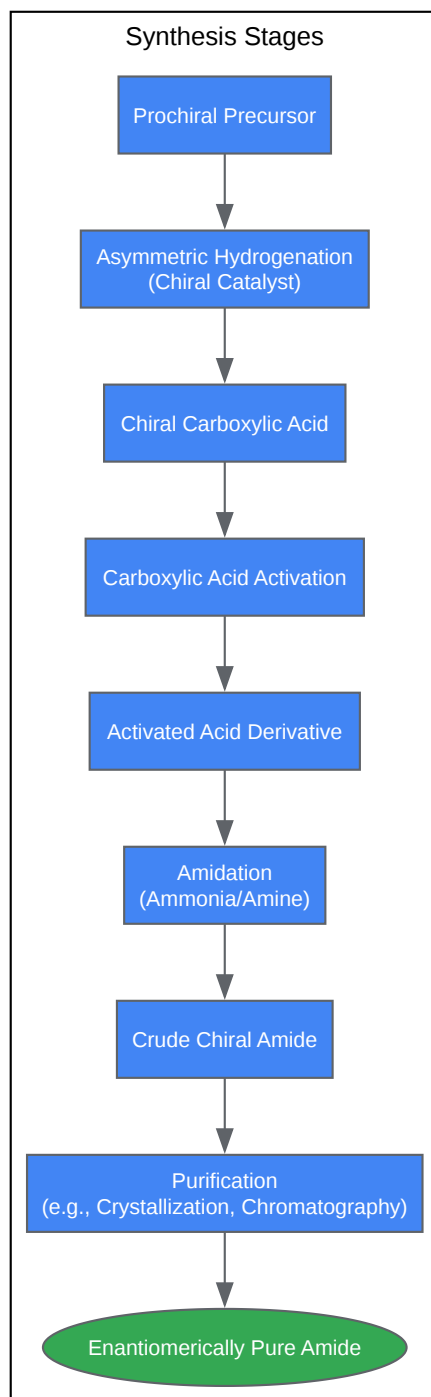 Synthesis Stages
Prochiral Precursor
Asymmetric Hydrogenation
(Chiral Catalyst)
Chiral Carboxylic Acid
Carboxylic Acid Activation
Activated Acid Derivative
Amidation
(Ammonia/Amine)
Crude Chiral Amide
Purification
(e.g., Crystallization, Chromatography)
Enantiomerically Pure Amide